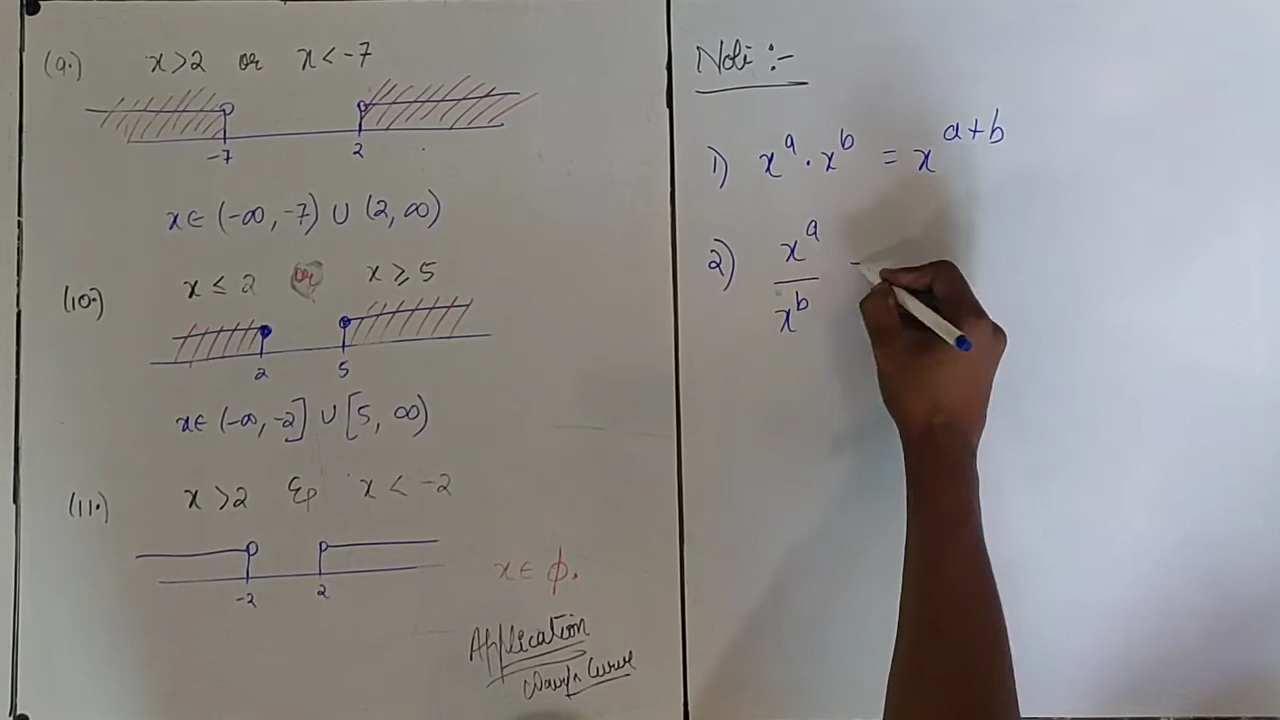 (9.) x>2 or x<-7
-7 2
x∈ (-∞, -7) ∪ (2, ∞)
(10.) x ≤ 2 or x ≥ 5
2 5
x∈ (-∞, -2] ∪ [5, ∞)
(11.) x >2 & x < -2
-2 2
x∈ ϕ.
Application
Curve
Note :-
1) x^a . x^b = x^{a+b}
2) x^a / x^b